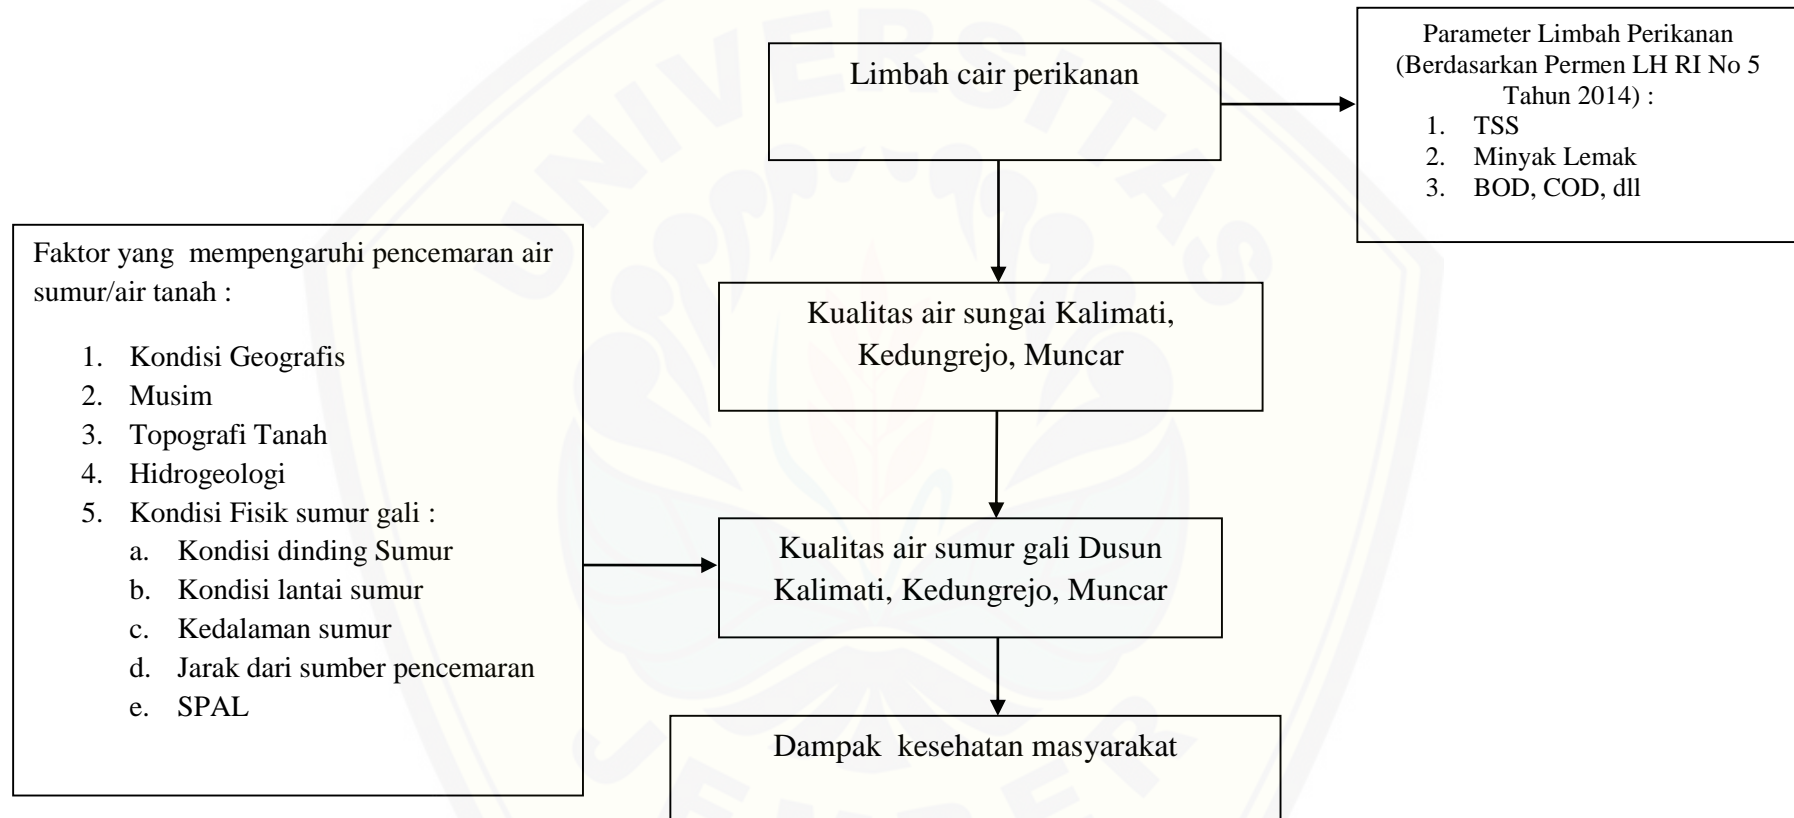 Limbah cair perikanan
Parameter Limbah Perikanan
(Berdasarkan Permen LH RI No 5
Tahun 2014) :
1. TSS
2. Minyak Lemak
3. BOD, COD, dll
Faktor yang mempengaruhi pencemaran air
sumur/air tanah :
1. Kondisi Geografis
2. Musim
3. Topografi Tanah
4. Hidrogeologi
5. Kondisi Fisik sumur gali :
a. Kondisi dinding Sumur
b. Kondisi lantai sumur
c. Kedalaman sumur
d. Jarak dari sumber pencemaran
e. SPAL
Kualitas air sungai Kalimati,
Kedungrejo, Muncar
Kualitas air sumur gali Dusun
Kalimati, Kedungrejo, Muncar
Dampak kesehatan masyarakat
UNIVERSITAS
JEMBER